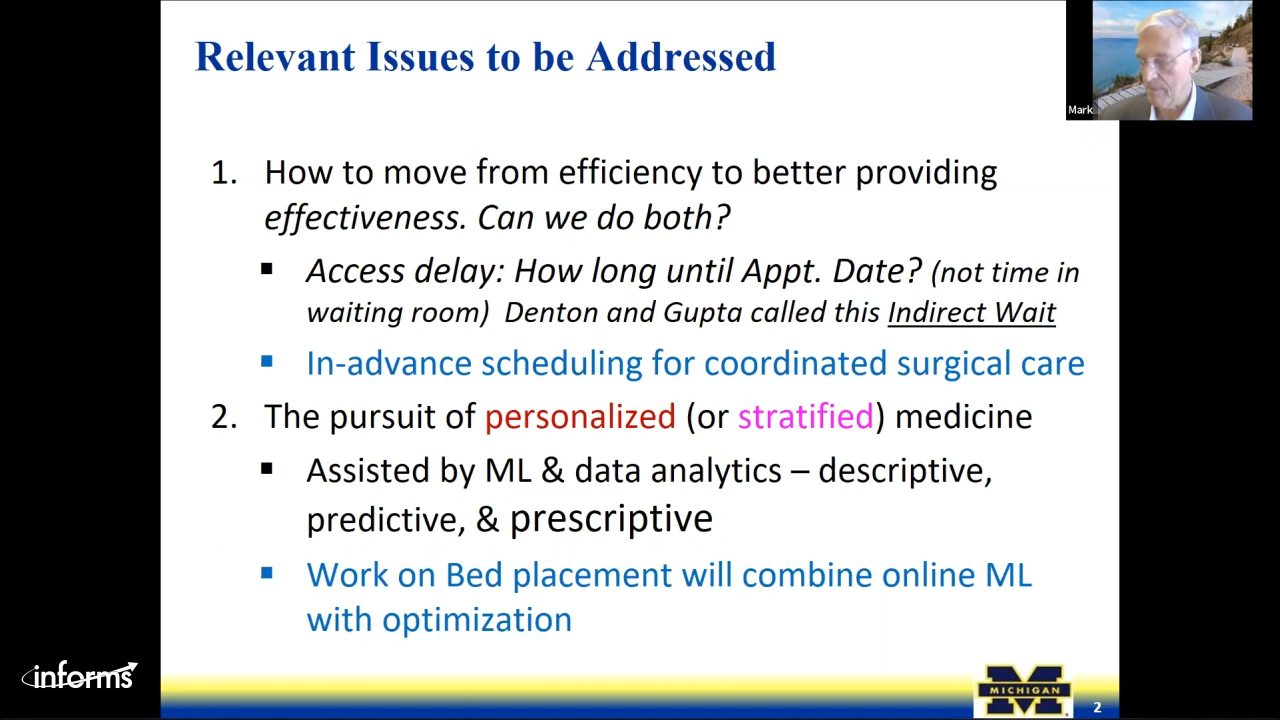 Relevant Issues to be Addressed
Mark
1. How to move from efficiency to better providing
effectiveness. Can we do both?
▪ Access delay: How long until Appt. Date? (not time in
waiting room) Denton and Gupta called this Indirect Wait
▪ In-advance scheduling for coordinated surgical care
2. The pursuit of personalized (or stratified) medicine
▪ Assisted by ML & data analytics – descriptive,
predictive, & prescriptive
▪ Work on Bed placement will combine online ML
with optimization
informs
MICHIGAN
2